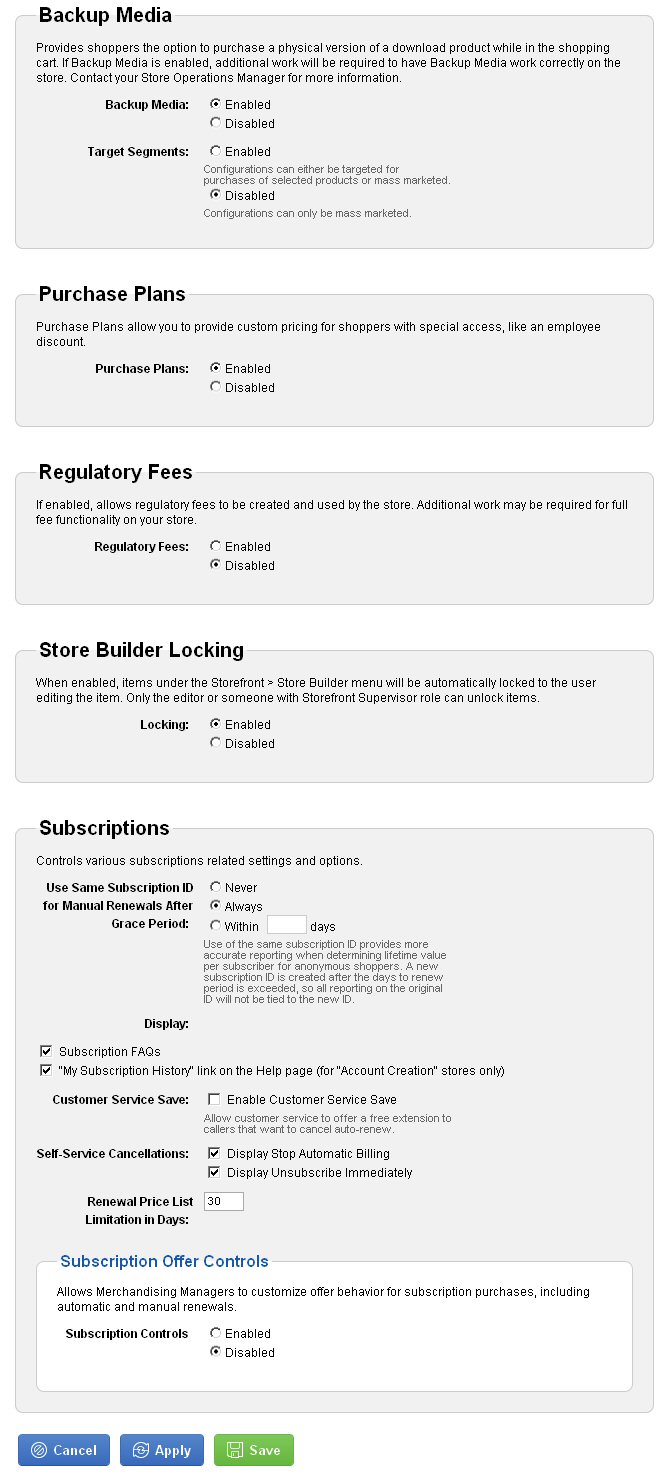 Backup Media
Provides shoppers the option to purchase a physical version of a download product while in the shopping
cart. If Backup Media is enabled, additional work will be required to have Backup Media work correctly on the
store. Contact your Store Operations Manager for more information.
Backup Media: Enabled
Disabled
Target Segments: Enabled
Configurations can either be targeted for
purchases of selected products or mass marketed.
Disabled
Configurations can only be mass marketed.
Purchase Plans
Purchase Plans allow you to provide custom pricing for shoppers with special access, like an employee
discount.
Purchase Plans: Enabled
Disabled
Regulatory Fees
If enabled, allows regulatory fees to be created and used by the store. Additional work may be required for full
fee functionality on your store.
Regulatory Fees: Enabled
Disabled
Store Builder Locking
When enabled, items under the Storefront > Store Builder menu will be automatically locked to the user
editing the item. Only the editor or someone with Storefront Supervisor role can unlock items.
Locking: Enabled
Disabled
Subscriptions
Controls various subscriptions related settings and options.
Use Same Subscription ID Never
for Manual Renewals After Always
Grace Period: Within days
Use of the same subscription ID provides more
accurate reporting when determining lifetime value
per subscriber for anonymous shoppers. A new
subscription ID is created after the days to renew
period is exceeded, so all reporting on the original
ID will not be tied to the new ID.
Display:
Subscription FAQs
"My Subscription History" link on the Help page (for "Account Creation" stores only)
Customer Service Save: Enable Customer Service Save
Allow customer service to offer a free extension to
callers that want to cancel auto-renew.
Self-Service Cancellations: Display Stop Automatic Billing
Display Unsubscribe Immediately
Renewal Price List 30
Limitation in Days:
Subscription Offer Controls
Allows Merchandising Managers to customize offer behavior for subscription purchases, including
automatic and manual renewals.
Subscription Controls Enabled
Disabled
Cancel Apply Save